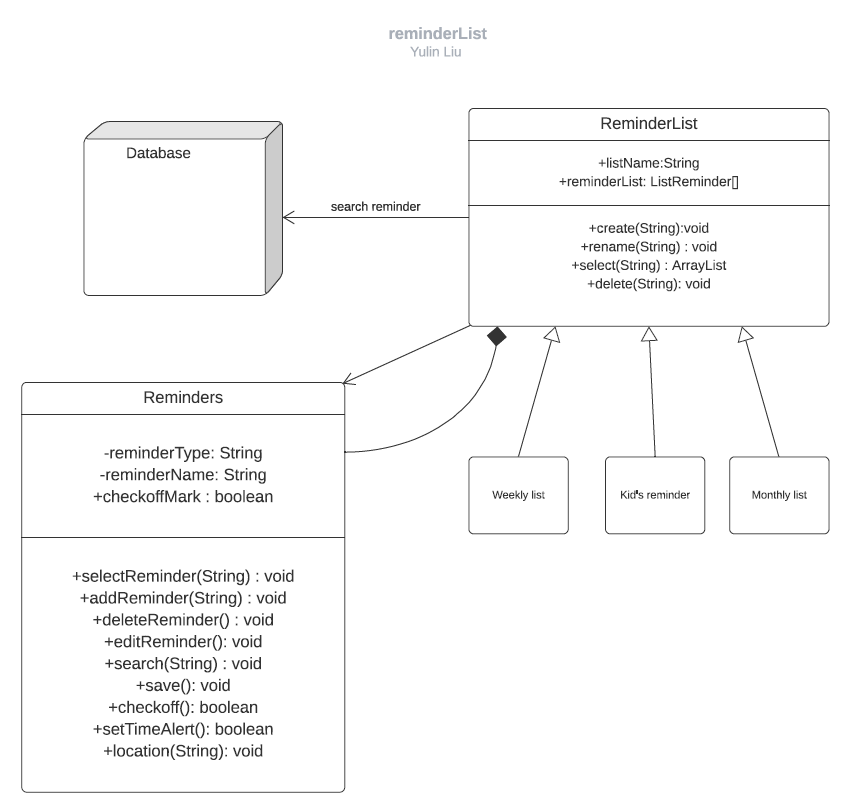 reminderList
Yulin Liu
Database
search reminder
ReminderList
+listName:String
+reminderList: ListReminder[]
+create(String):void
+rename(String) : void
+select(String) : ArrayList
+delete(String): void
Reminders
-reminderType: String
-reminderName: String
+checkoffMark : boolean
+selectReminder(String) : void
+addReminder(String) : void
+deleteReminder() : void
+editReminder(): void
+search(String) : void
+save(): void
+checkoff(): boolean
+setTimeAlert(): boolean
+location(String): void
Weekly list
Kid's reminder
Monthly list